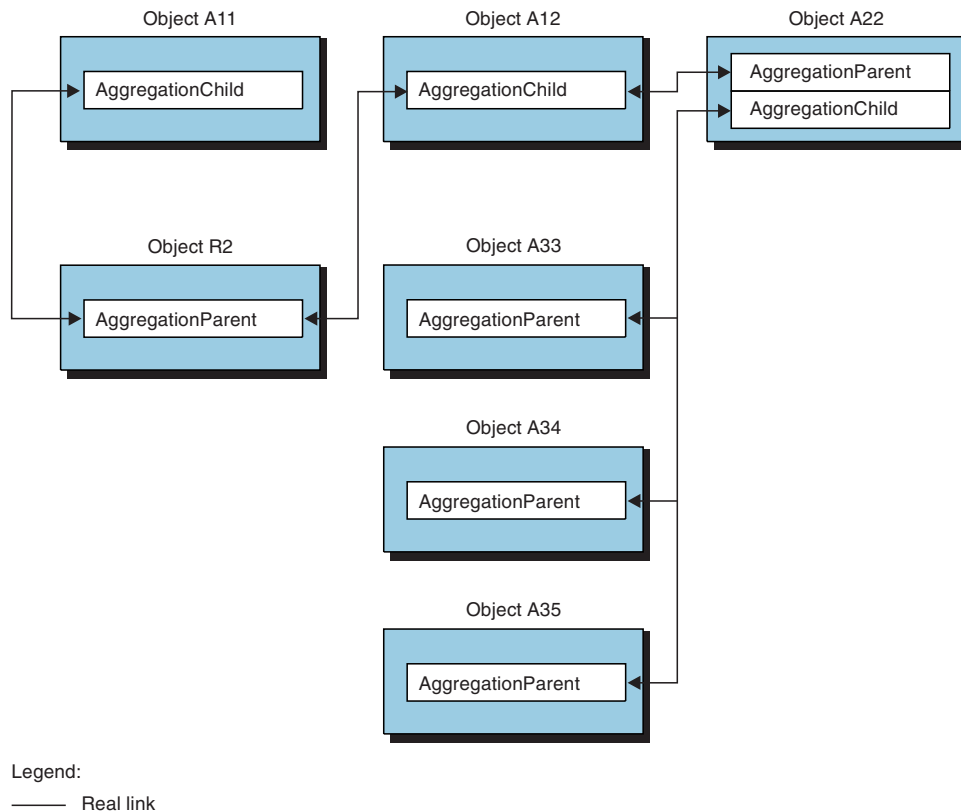 Object A11
Object A12
Object A22
AggregationChild
AggregationChild
AggregationParent
AggregationChild
Object R2
Object A33
AggregationParent
AggregationParent
Object A34
AggregationParent
Object A35
AggregationParent
Legend:
Real link